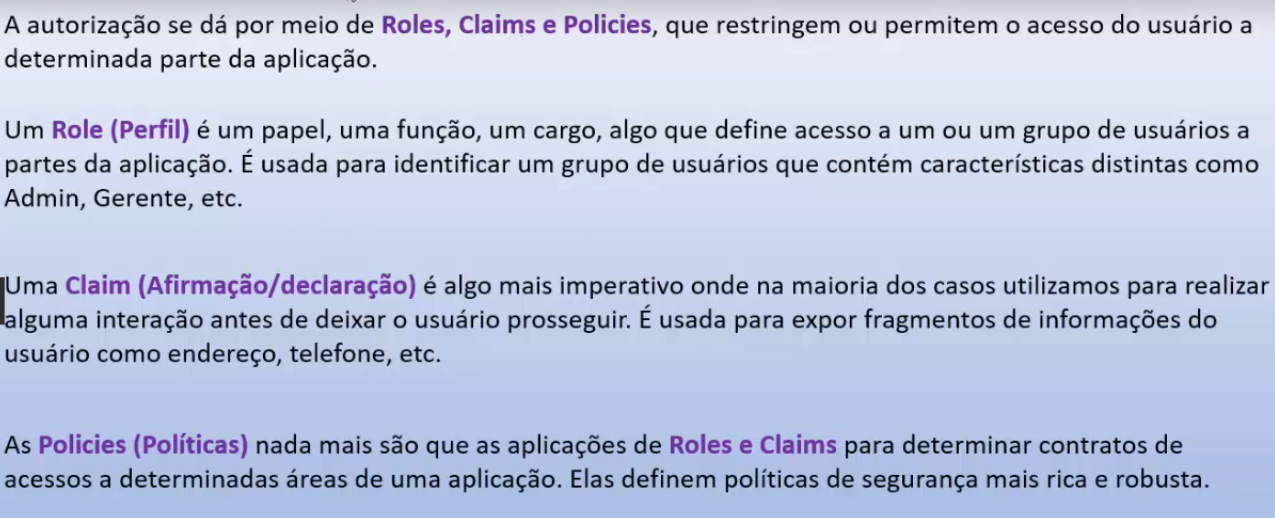 A autorização se dá por meio de Roles, Claims e Policies, que restringem ou permitem o acesso do usuário a
determinada parte da aplicação.
Um Role (Perfil) é um papel, uma função, um cargo, algo que define acesso a um ou um grupo de usuários a
partes da aplicação. É usada para identificar um grupo de usuários que contém características distintas como
Admin, Gerente, etc.
Uma Claim (Afirmação/declaração) é algo mais imperativo onde na maioria dos casos utilizamos para realizar
alguma interação antes de deixar o usuário prosseguir. É usada para expor fragmentos de informações do
usuário como endereço, telefone, etc.
As Policies (Políticas) nada mais são que as aplicações de Roles e Claims para determinar contratos de
acessos a determinadas áreas de uma aplicação. Elas definem políticas de segurança mais rica e robusta.